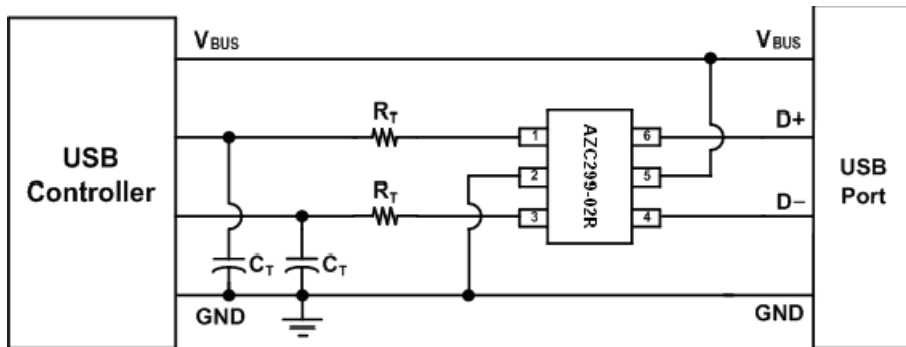 USB
Controller
VBUS
VBUS
RT
D+
1
6
AZC299-02R
2
5
RT
3
4
D−
CT
CT
GND
GND
USB
Port